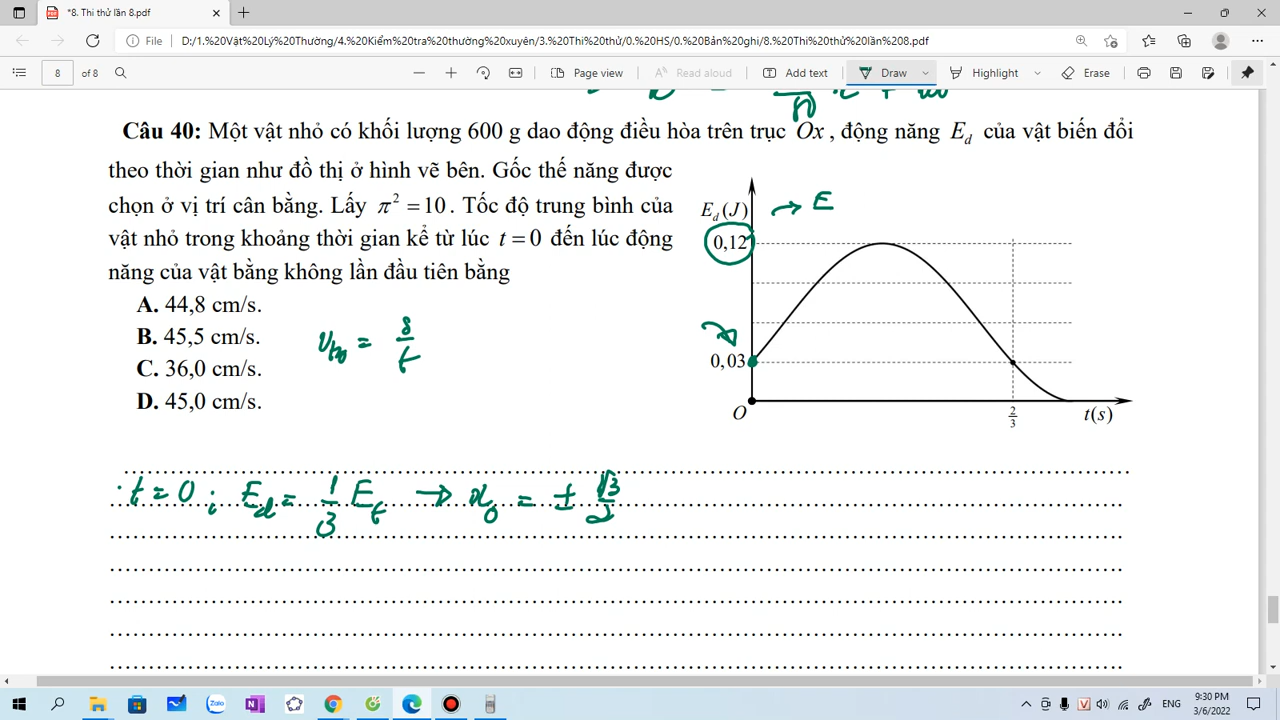 *8. Thi thử lần 8.pdf
File D:/1.%20Vật%20Lý%20Thường/4.%20Kiểm%20tra%20thường%20xuyên/3.%20Thi%20thử/0.%20HS/0.%20Bản%20ghi/8.%20Thi%20thử%20lần%208.pdf
8 of 8 Page view Read aloud Add text Draw Highlight Erase
Câu 40: Một vật nhỏ có khối lượng 600 g dao động điều hòa trên trục Ox, động năng E_d của vật biến đổi
theo thời gian như đồ thị ở hình vẽ bên. Gốc thế năng được
chọn ở vị trí cân bằng. Lấy π² = 10. Tốc độ trung bình của
vật nhỏ trong khoảng thời gian kể từ lúc t = 0 đến lúc động
năng của vật bằng không lần đầu tiên bằng
A. 44,8 cm/s.
B. 45,5 cm/s.
C. 36,0 cm/s.
D. 45,0 cm/s.
E_d (J) → E
0,12
0,03
O
2/3
t(s)
t = 0; E_d = 1/3 E_t → x_0 = ± √3/2
ENG
9:30 PM
3/6/2022